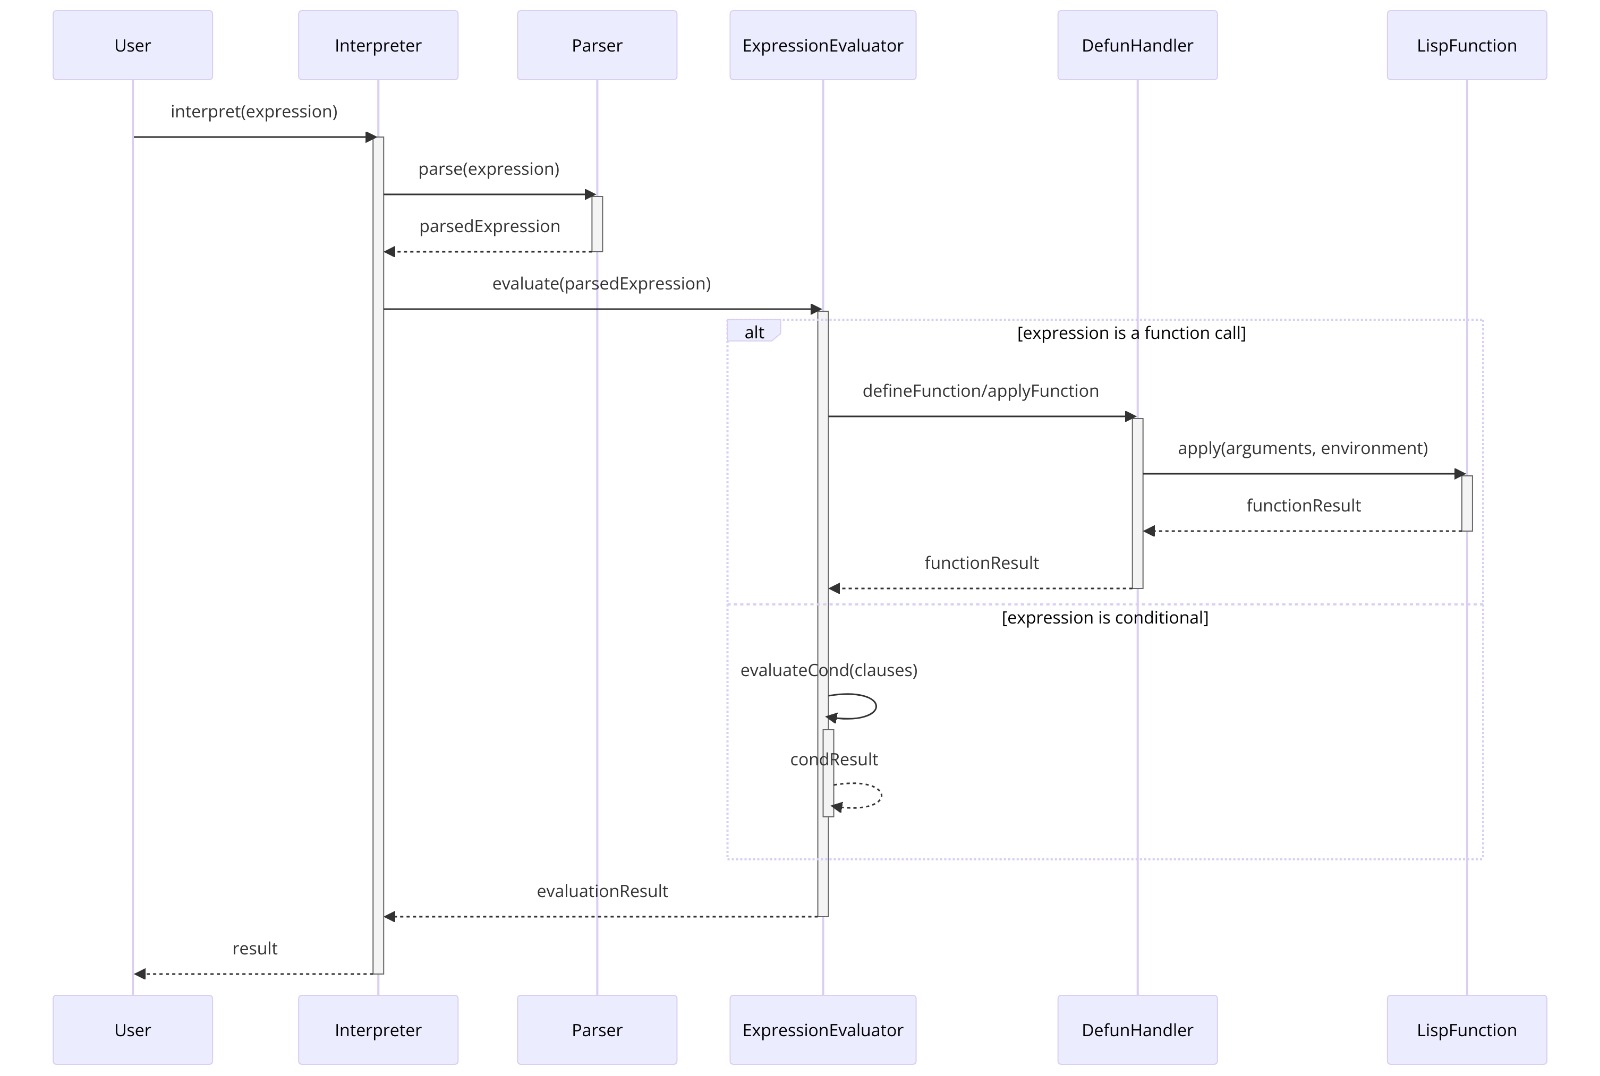 User
Interpreter
Parser
ExpressionEvaluator
DefunHandler
LispFunction
interpret(expression)
parse(expression)
parsedExpression
evaluate(parsedExpression)
alt
[expression is a function call]
defineFunction/applyFunction
apply(arguments, environment)
functionResult
functionResult
[expression is conditional]
evaluateCond(clauses)
condResult
evaluationResult
result
User
Interpreter
Parser
ExpressionEvaluator
DefunHandler
LispFunction